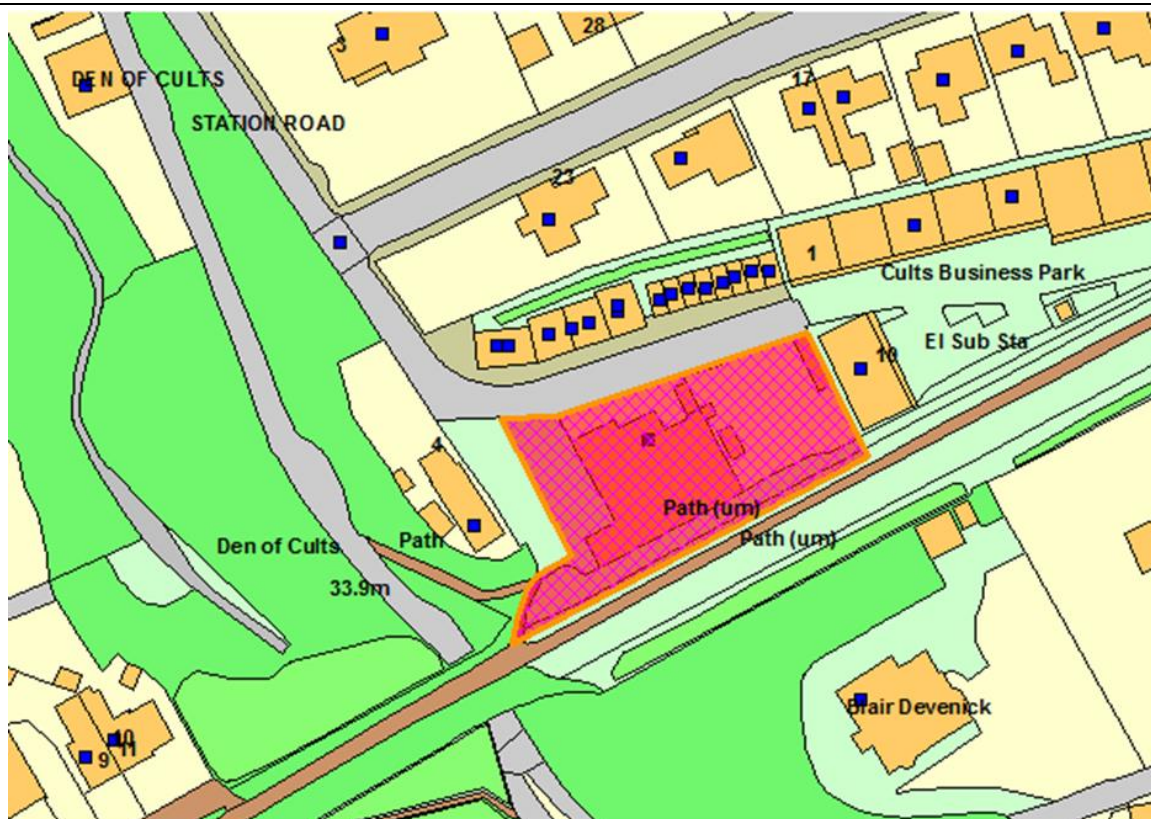 3
28
DEN OF CULTS
17
STATION ROAD
23
1
Cults Business Park
El Sub Sta
10
4
Path (um)
Path (um)
Den of Cults
Path
33.9m
Blair Devenick
10
11
9